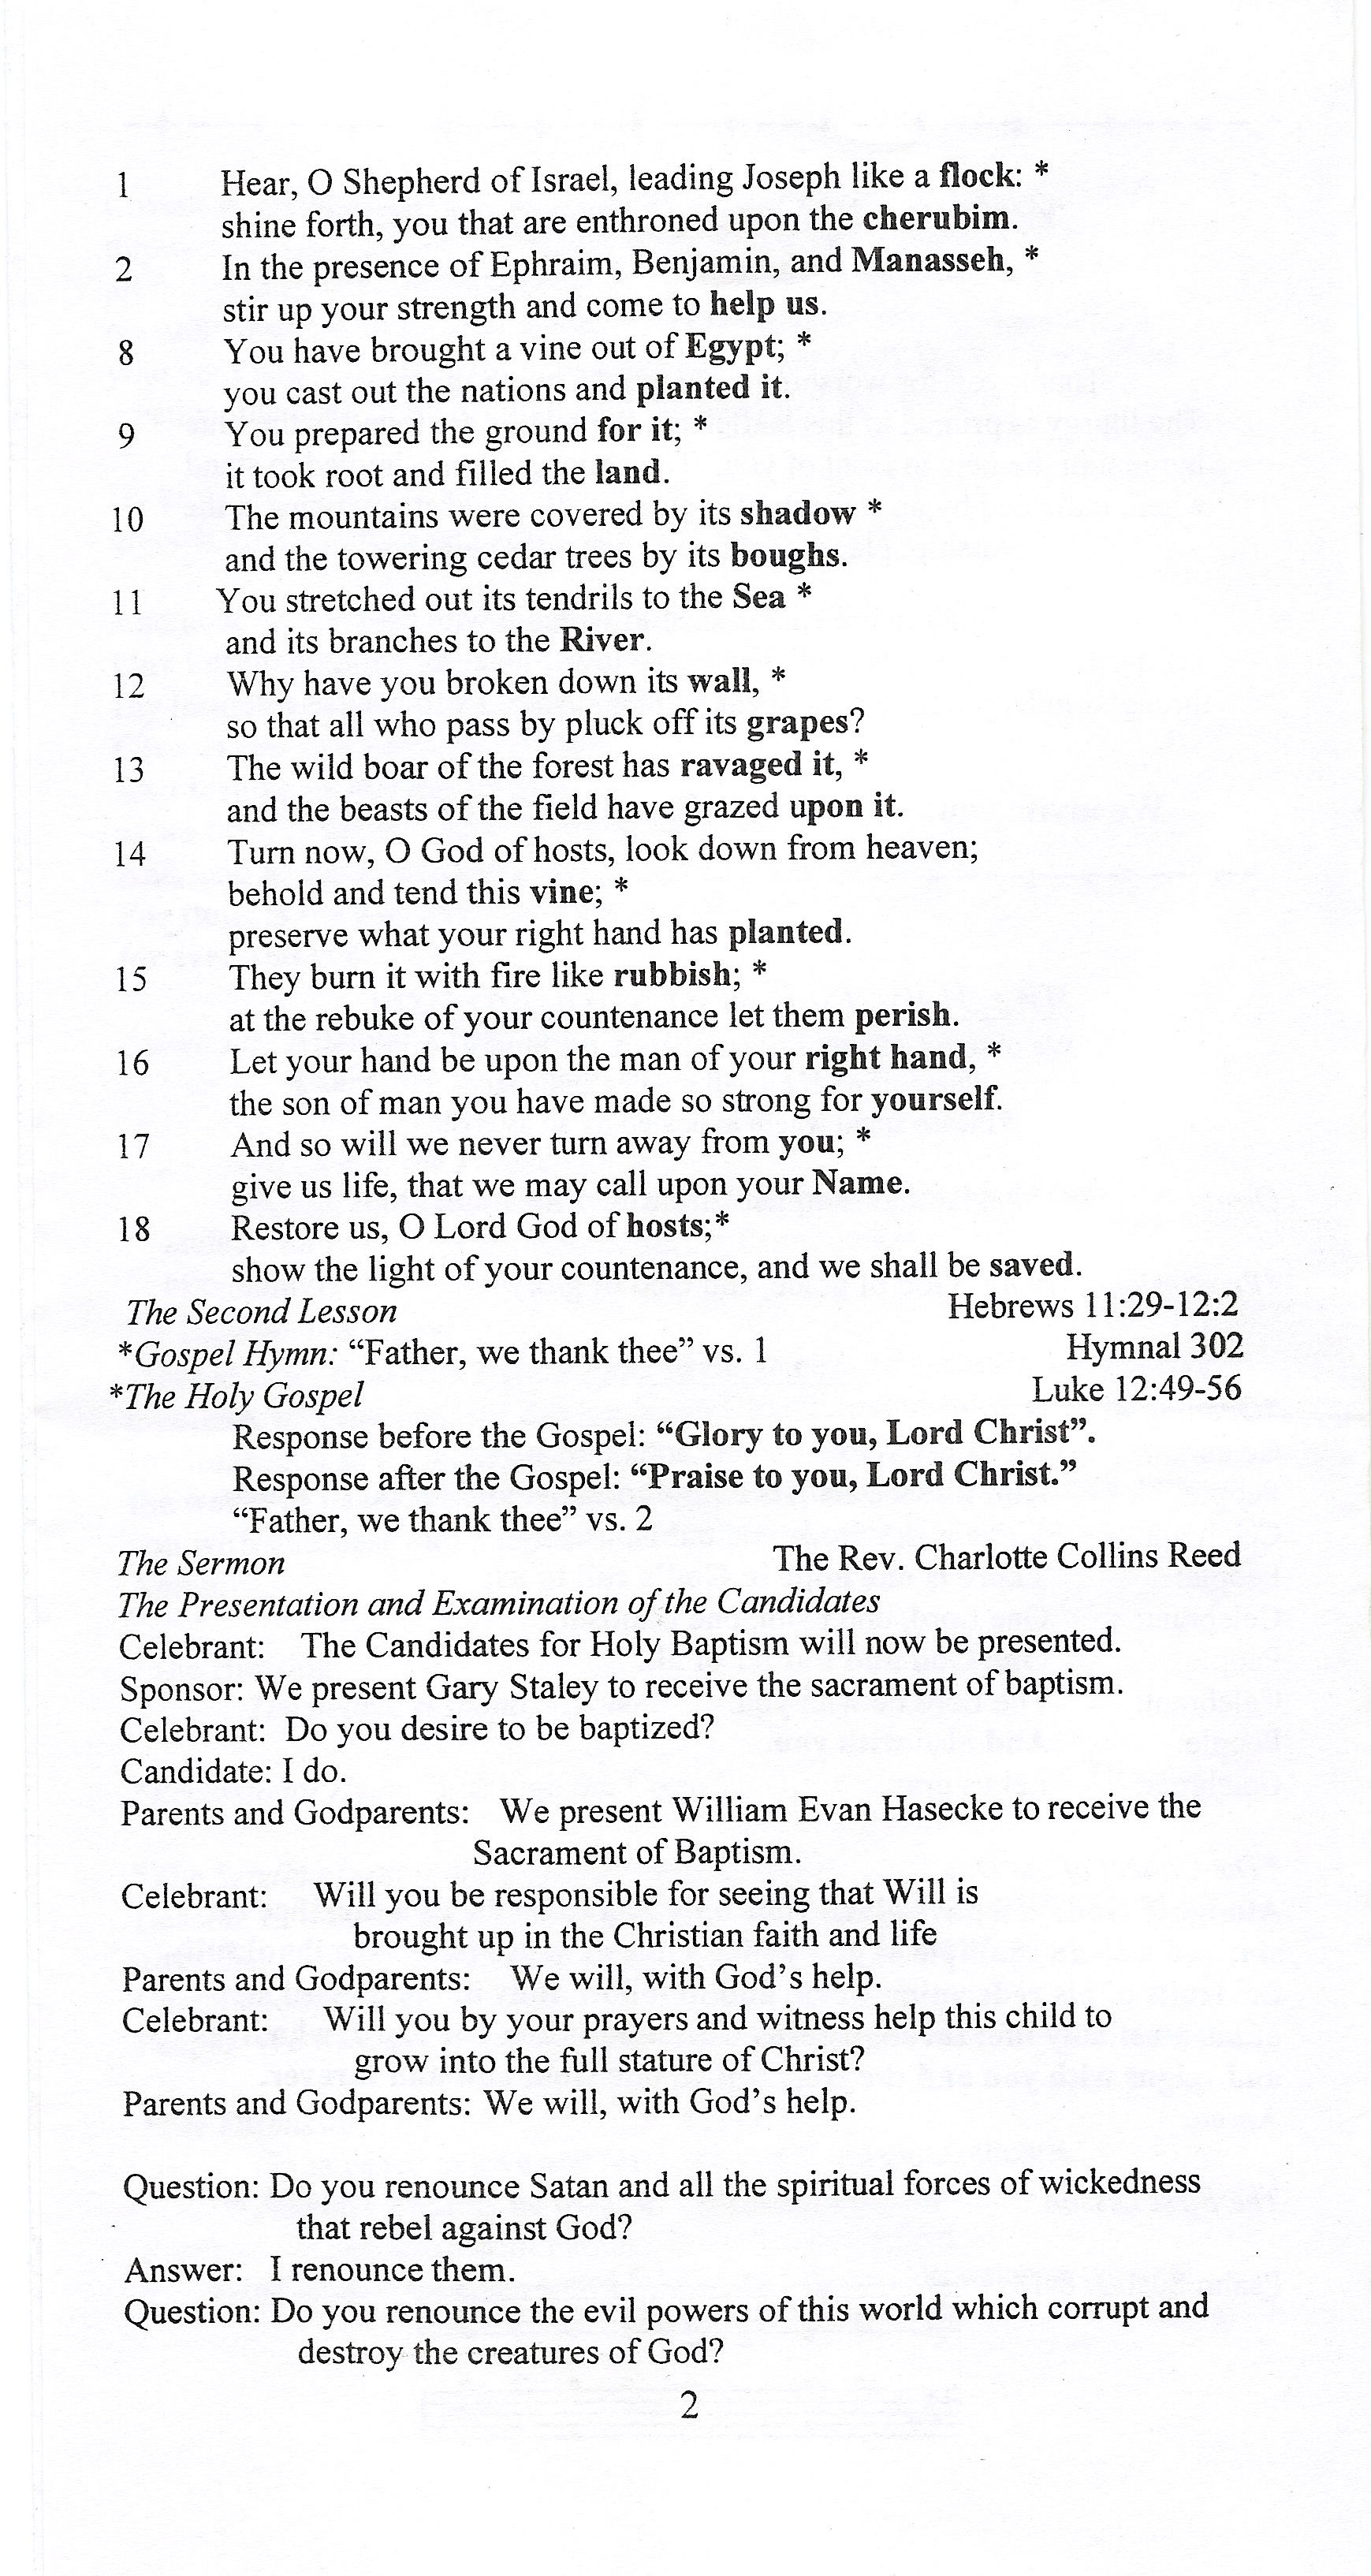 1 Hear, O Shepherd of Israel, leading Joseph like a flock: *
shine forth, you that are enthroned upon the cherubim.
2 In the presence of Ephraim, Benjamin, and Manasseh, *
stir up your strength and come to help us.
8 You have brought a vine out of Egypt; *
you cast out the nations and planted it.
9 You prepared the ground for it; *
it took root and filled the land.
10 The mountains were covered by its shadow *
and the towering cedar trees by its boughs.
11 You stretched out its tendrils to the Sea *
and its branches to the River.
12 Why have you broken down its wall, *
so that all who pass by pluck off its grapes?
13 The wild boar of the forest has ravaged it, *
and the beasts of the field have grazed upon it.
14 Turn now, O God of hosts, look down from heaven;
behold and tend this vine; *
preserve what your right hand has planted.
15 They burn it with fire like rubbish; *
at the rebuke of your countenance let them perish.
16 Let your hand be upon the man of your right hand, *
the son of man you have made so strong for yourself.
17 And so will we never turn away from you; *
give us life, that we may call upon your Name.
18 Restore us, O Lord God of hosts;*
show the light of your countenance, and we shall be saved.
The Second Lesson Hebrews 11:29-12:2
*Gospel Hymn: “Father, we thank thee” vs. 1 Hymnal 302
*The Holy Gospel Luke 12:49-56
Response before the Gospel: “Glory to you, Lord Christ”.
Response after the Gospel: “Praise to you, Lord Christ.”
“Father, we thank thee” vs. 2
The Sermon The Rev. Charlotte Collins Reed
The Presentation and Examination of the Candidates
Celebrant: The Candidates for Holy Baptism will now be presented.
Sponsor: We present Gary Staley to receive the sacrament of baptism.
Celebrant: Do you desire to be baptized?
Candidate: I do.
Parents and Godparents: We present William Evan Hasecke to receive the
Sacrament of Baptism.
Celebrant: Will you be responsible for seeing that Will is
brought up in the Christian faith and life
Parents and Godparents: We will, with God’s help.
Celebrant: Will you by your prayers and witness help this child to
grow into the full stature of Christ?
Parents and Godparents: We will, with God’s help.
Question: Do you renounce Satan and all the spiritual forces of wickedness
that rebel against God?
Answer: I renounce them.
Question: Do you renounce the evil powers of this world which corrupt and
destroy the creatures of God?
2